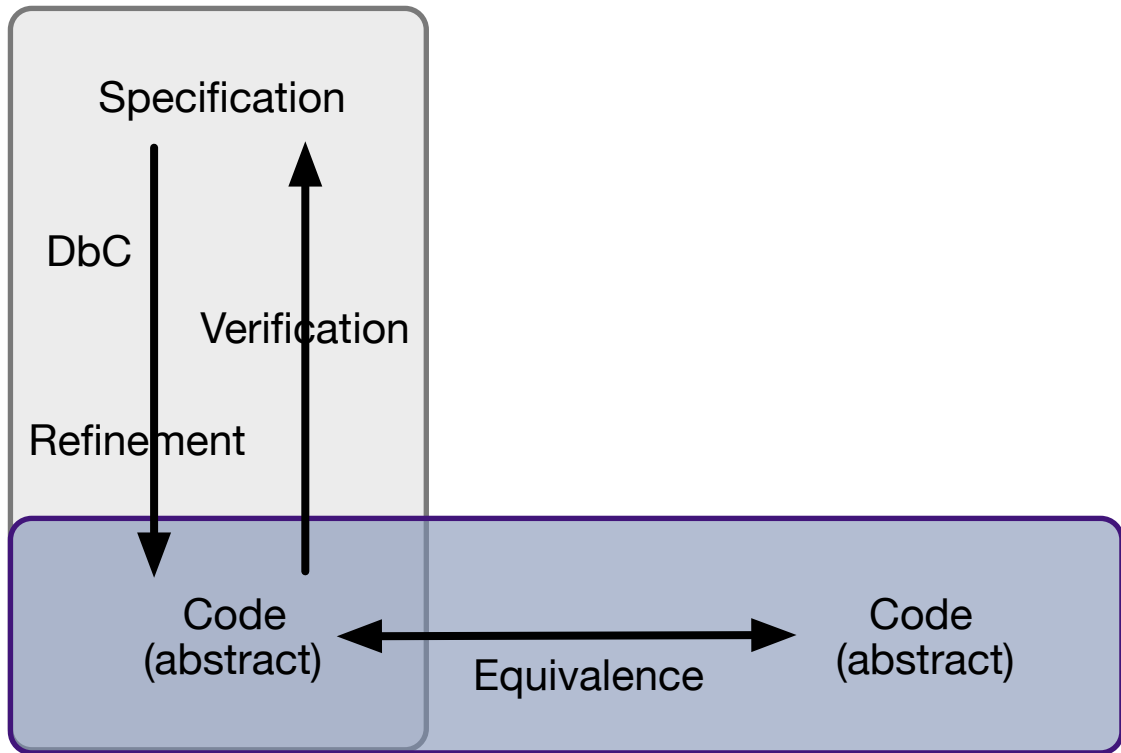 Specification
DbC
Verification
Refinement
Code
(abstract)
Equivalence
Code
(abstract)